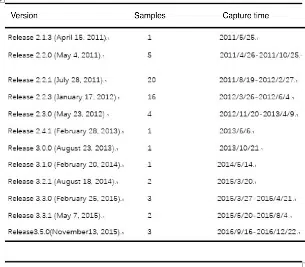 Version Samples Capture time
Release 2.1.3 (April 15, 2011). 1 2011/5/25.
Release 2.2.0 (May 4, 2011). 5 2011/4/26-2011/10/25.
Release 2.2.1 (July 28, 2011). 20 2011/8/19-2012/2/27.
Release 2.2.3 (January 17, 2012). 16 2012/3/26-2012/6/4.
Release 2.3.0 (May 23, 2012) 4 2012/11/20-2013/4/9.
Release 2.4.1 (February 28, 2013) 1 2013/6/6.
Release 3.0.0 (August 23, 2013). 1 2013/10/21
Release 3.1.0 (February 20, 2014). 1 2014/5/14.
Release 3.2.1 (August 18, 2014) 2 2015/3/20.
Release 3.3.0 (February 25, 2015) 3 2015/3/27-2015/4/21.
Release 3.3.1 (May 7, 2015). 2 2015/5/20-2015/8/4
Release3.5.0(November13, 2015) 3 2016/9/16-2016/12/22.